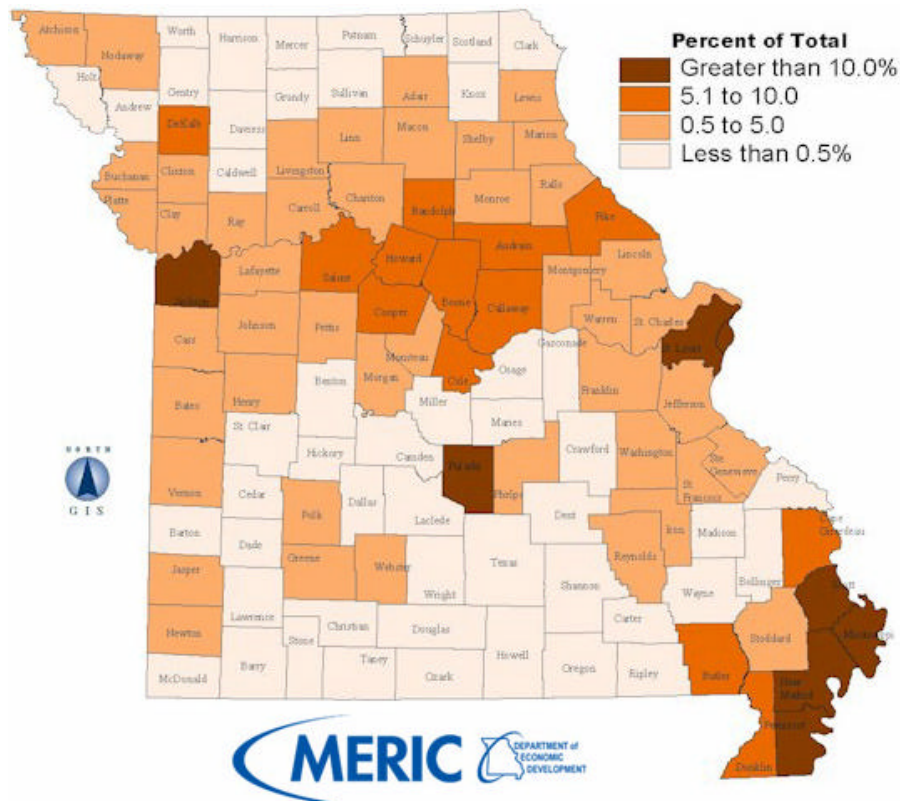 Percent of Total
Greater than 10.0%
5.1 to 10.0
0.5 to 5.0
Less than 0.5%
Atchison
Nodaway
Worth
Harrison
Mercer
Putnam
Schuyler
Scotland
Clark
Holt
Andrew
Gentry
Grundy
Sullivan
Adair
Knox
Lewis
DeKalb
Daviess
Linn
Macon
Shelby
Marion
Buchanan
Clinton
Caldwell
Livingston
Chariton
Randolph
Monroe
Ralls
Platte
Clay
Ray
Carroll
Pike
Audrain
Howard
Lincoln
Lafayette
Saline
Boone
Callaway
Montgomery
Jackson
Cooper
Warren
St. Charles
Johnson
Pettis
Gasconade
St. Louis
Cass
Moniteau
Osage
Cole
Franklin
Benton
Morgan
Miller
Jefferson
Bates
Henry
Maries
St. Clair
Hickory
Camden
Crawford
Washington
Ste.
Genevieve
Pulaski
Phelps
St.
Francois
Perry
Vernon
Cedar
Polk
Dallas
Laclede
Dent
Iron
Madison
Cape
Girardeau
Barton
Dade
Greene
Webster
Texas
Reynolds
Bollinger
Jasper
Wright
Shannon
Wayne
Newton
Lawrence
Christian
Douglas
Carter
Stoddard
Mississippi
Stone
Taney
Howell
McDonald
Barry
Ozark
Oregon
Ripley
Butler
New
Madrid
Pemiscot
Dunklin
NORTH
GIS
MERIC
DEPARTMENT of
ECONOMIC
DEVELOPMENT